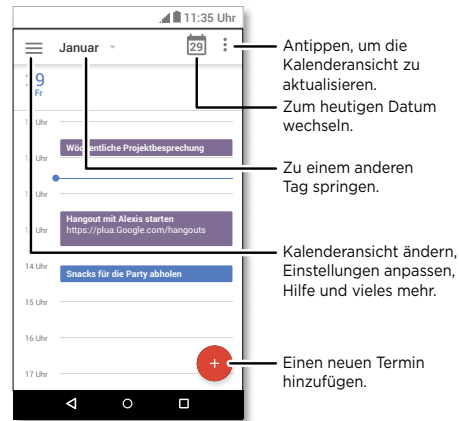 11:35 Uhr
Januar
29
Fr
Uhr
Wöchentliche Projektbesprechung
Uhr
Uhr
Hangout mit Alexis starten
https://plua.Google.com/hangouts
Uhr
14 Uhr
Snacks für die Party abholen
15 Uhr
16 Uhr
17 Uhr
+
Antippen, um die
Kalenderansicht zu
aktualisieren.
Zum heutigen Datum
wechseln.
Zu einem anderen
Tag springen.
Kalenderansicht ändern,
Einstellungen anpassen,
Hilfe und vieles mehr.
Einen neuen Termin
hinzufügen.